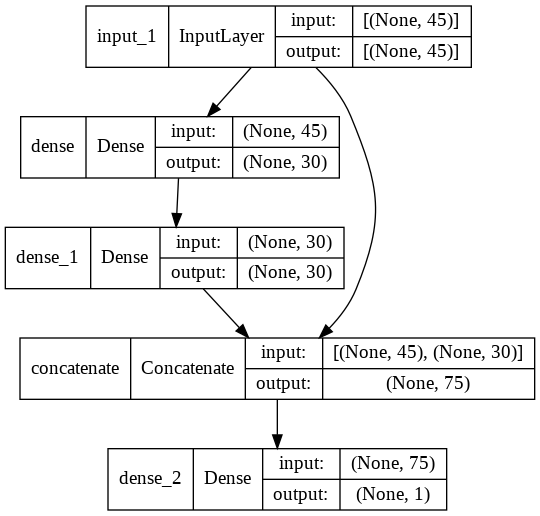 input_1 InputLayer input: [(None, 45)]
output: [(None, 45)]
dense Dense input: (None, 45)
output: (None, 30)
dense_1 Dense input: (None, 30)
output: (None, 30)
concatenate Concatenate input: [(None, 45), (None, 30)]
output: (None, 75)
dense_2 Dense input: (None, 75)
output: (None, 1)